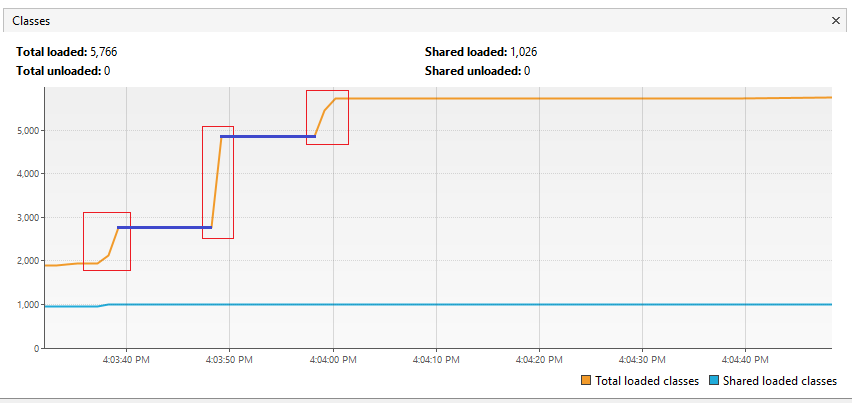 Classes
Total loaded: 5,766 Shared loaded: 1,026
Total unloaded: 0 Shared unloaded: 0
5,000
4,000
3,000
2,000
1,000
0
4:03:40 PM 4:03:50 PM 4:04:00 PM 4:04:10 PM 4:04:20 PM 4:04:30 PM 4:04:40 PM
Total loaded classes Shared loaded classes